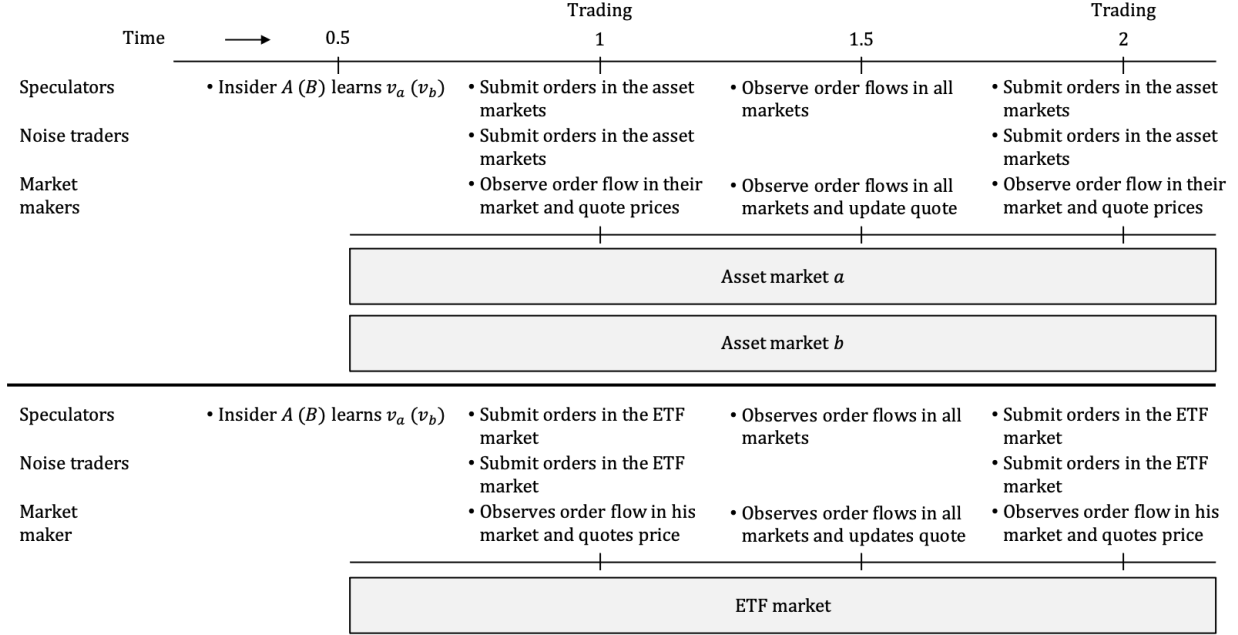 Trading Trading
Time 0.5 1 1.5 2
Speculators • Insider A (B) learns v_a (v_b) • Submit orders in the asset • Observe order flows in all • Submit orders in the asset
markets markets markets
Noise traders • Submit orders in the asset • Submit orders in the asset
markets markets
Market • Observe order flow in their • Observe order flows in all • Observe order flow in their
makers market and quote prices markets and update quote market and quote prices
Asset market a
Asset market b
Speculators • Insider A (B) learns v_a (v_b) • Submit orders in the ETF • Observes order flows in all • Submit orders in the ETF
market markets market
Noise traders • Submit orders in the ETF • Submit orders in the ETF
market market
Market • Observes order flow in his • Observes order flows in all • Observes order flow in his
maker market and quotes price markets and updates quote market and quotes price
ETF market